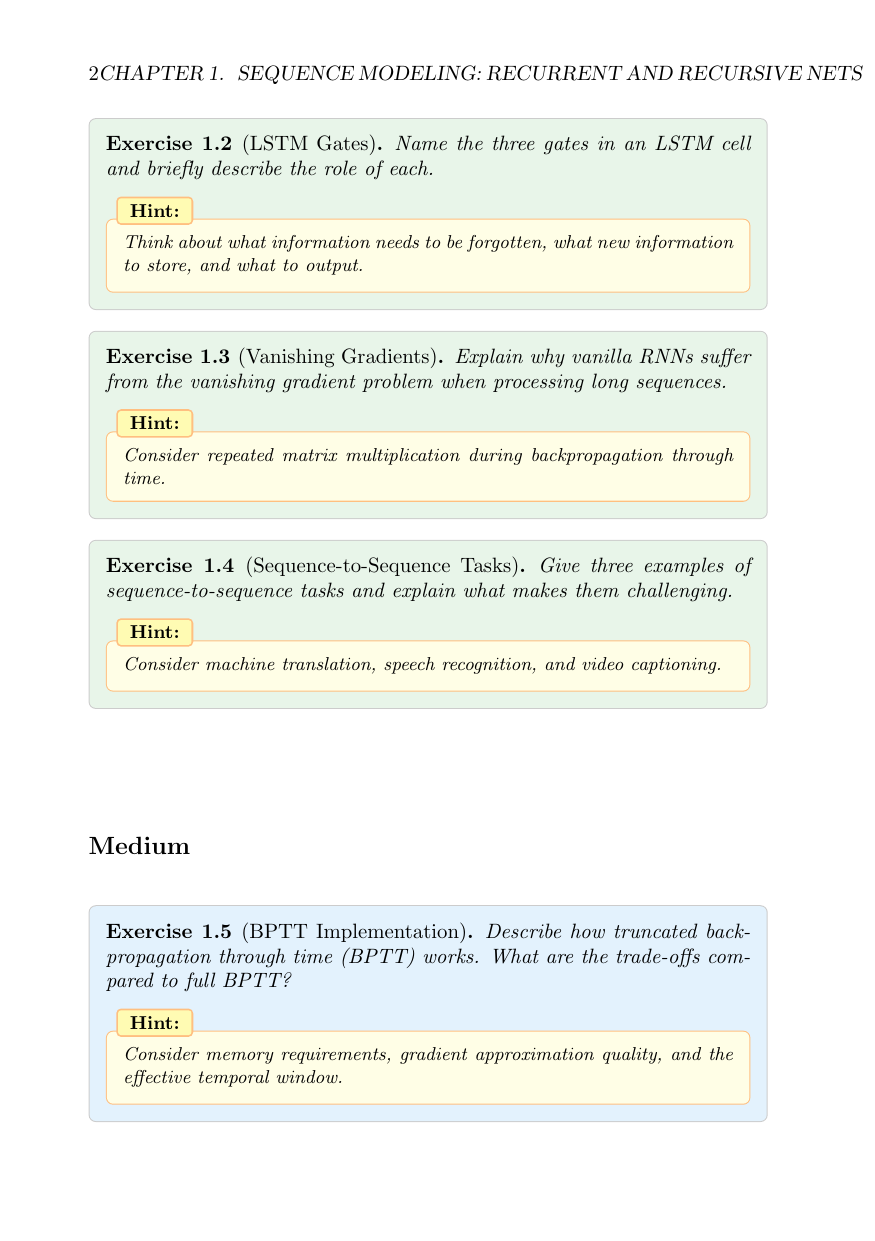 2CHAPTER 1. SEQUENCE MODELING: RECURRENT AND RECURSIVE NETS
Exercise 1.2 (LSTM Gates). Name the three gates in an LSTM cell
and briefly describe the role of each.
Hint:
Think about what information needs to be forgotten, what new information
to store, and what to output.
Exercise 1.3 (Vanishing Gradients). Explain why vanilla RNNs suffer
from the vanishing gradient problem when processing long sequences.
Hint:
Consider repeated matrix multiplication during backpropagation through
time.
Exercise 1.4 (Sequence-to-Sequence Tasks). Give three examples of
sequence-to-sequence tasks and explain what makes them challenging.
Hint:
Consider machine translation, speech recognition, and video captioning.
Medium
Exercise 1.5 (BPTT Implementation). Describe how truncated back-
propagation through time (BPTT) works. What are the trade-offs com-
pared to full BPTT?
Hint:
Consider memory requirements, gradient approximation quality, and the
effective temporal window.